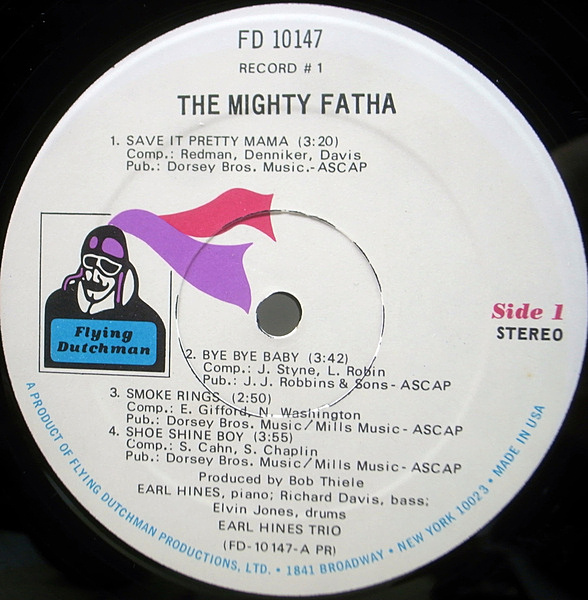 FD 10147
RECORD # 1
THE MIGHTY FATHA
1. SAVE IT PRETTY MAMA (3:20)
Comp.: Redman, Denniker, Davis
Pub.: Dorsey Bros. Music.-ASCAP
Flying
Dutchman
Side 1
STEREO
2. BYE BYE BABY (3:42)
Comp.: J. Styne, L. Robin
Pub.: J.J. Robbins & Sons-ASCAP
3. SMOKE RINGS (2:50)
Comp.: E. Gifford, N. Washington
Pub.: Dorsey Bros. Music/Mills Music-ASCAP
4. SHOE SHINE BOY (3:55)
Comp.: S. Cahn, S. Chaplin
Pub.: Dorsey Bros. Music/Mills Music-ASCAP
Produced by Bob Thiele
EARL HINES, piano; Richard Davis, bass;
Elvin Jones, drums
EARL HINES TRIO
(FD-10147-A PR)
A PRODUCT OF FLYING DUTCHMAN PRODUCTIONS, LTD. • 1841 BROADWAY • NEW YORK 10023 • MADE IN USA